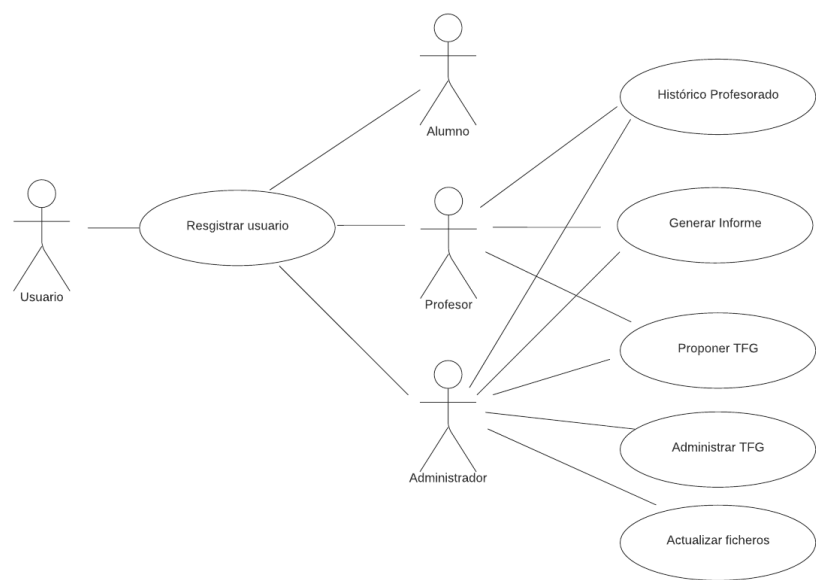 Alumno
Histórico Profesorado
Resgistrar usuario
Generar Informe
Usuario
Profesor
Proponer TFG
Administrar TFG
Administrador
Actualizar ficheros